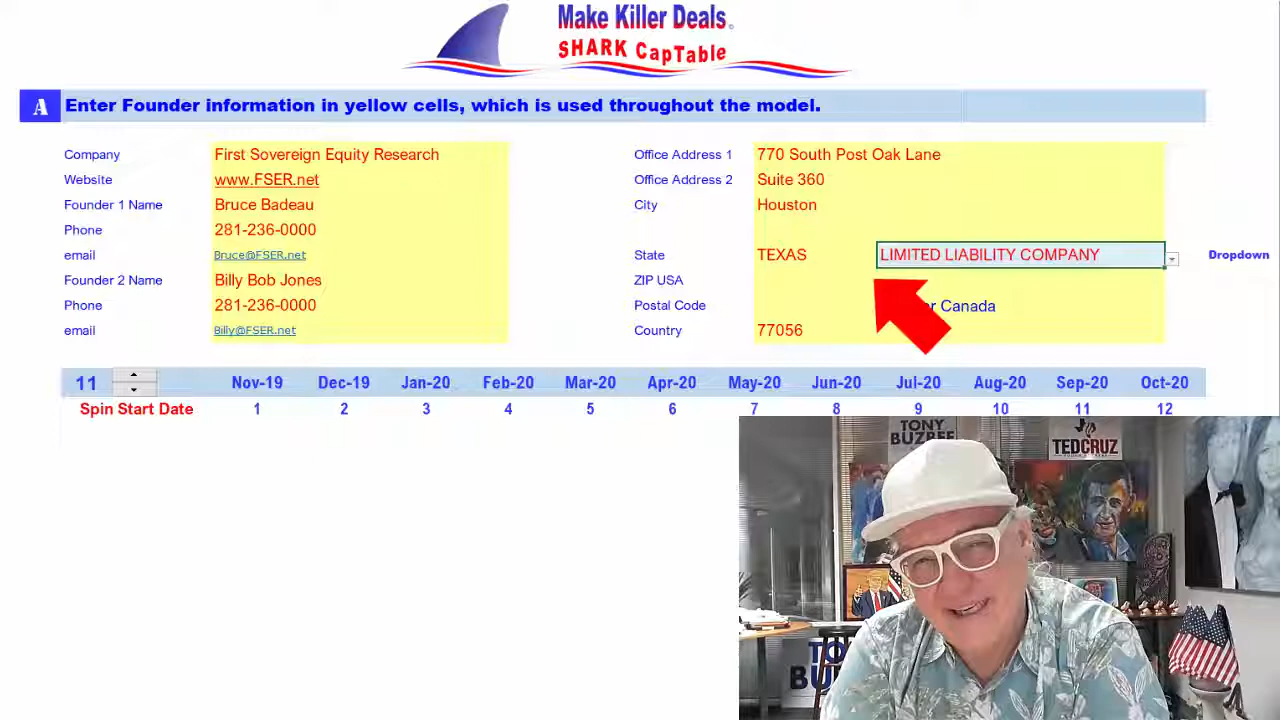 Make Killer Deals®
SHARK CapTable
A Enter Founder information in yellow cells, which is used throughout the model.
Company First Sovereign Equity Research Office Address 1 770 South Post Oak Lane
Website www.FSER.net Office Address 2 Suite 360
Founder 1 Name Bruce Badeau City Houston
Phone 281-236-0000
email Bruce@FSER.net State TEXAS LIMITED LIABILITY COMPANY Dropdown
Founder 2 Name Billy Bob Jones ZIP USA
Phone 281-236-0000 Postal Code Canada
email Billy@FSER.net Country 77056
11 Nov-19 Dec-19 Jan-20 Feb-20 Mar-20 Apr-20 May-20 Jun-20 Jul-20 Aug-20 Sep-20 Oct-20
Spin Start Date 1 2 3 4 5 6 7 8 9 10 11 12
TONY
BUZBEE
TEDCRUZ